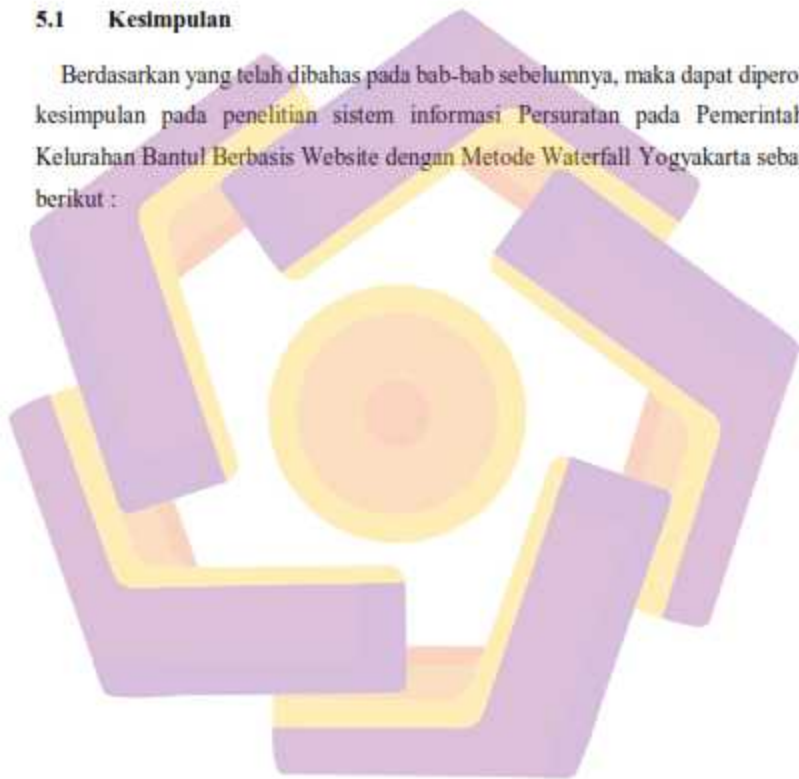 5.1 Kesimpulan
Berdasarkan yang telah dibahas pada bab-bab sebelumnya, maka dapat dipero
kesimpulan pada penelitian sistem informasi Persuratan pada Pemerintah
Kelurahan Bantul Berbasis Website dengan Metode Waterfall Yogyakarta seba
berikut :